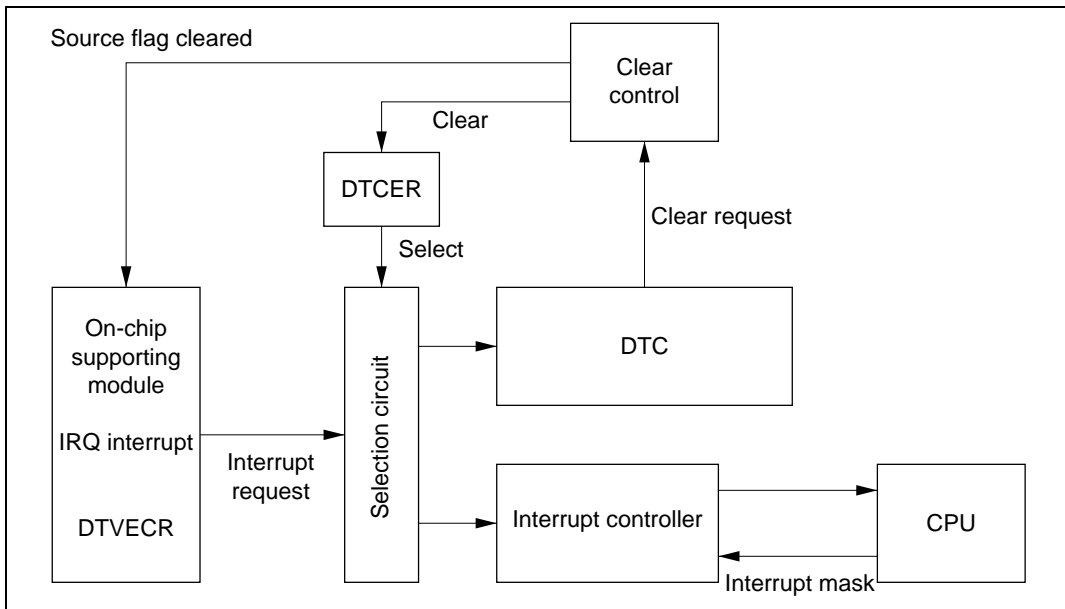 Source flag cleared
Clear
control
Clear
DTCER
Clear request
Select
On-chip
supporting
module
DTC
IRQ interrupt
Interrupt
request
Selection circuit
DTVECR
Interrupt controller
CPU
Interrupt mask